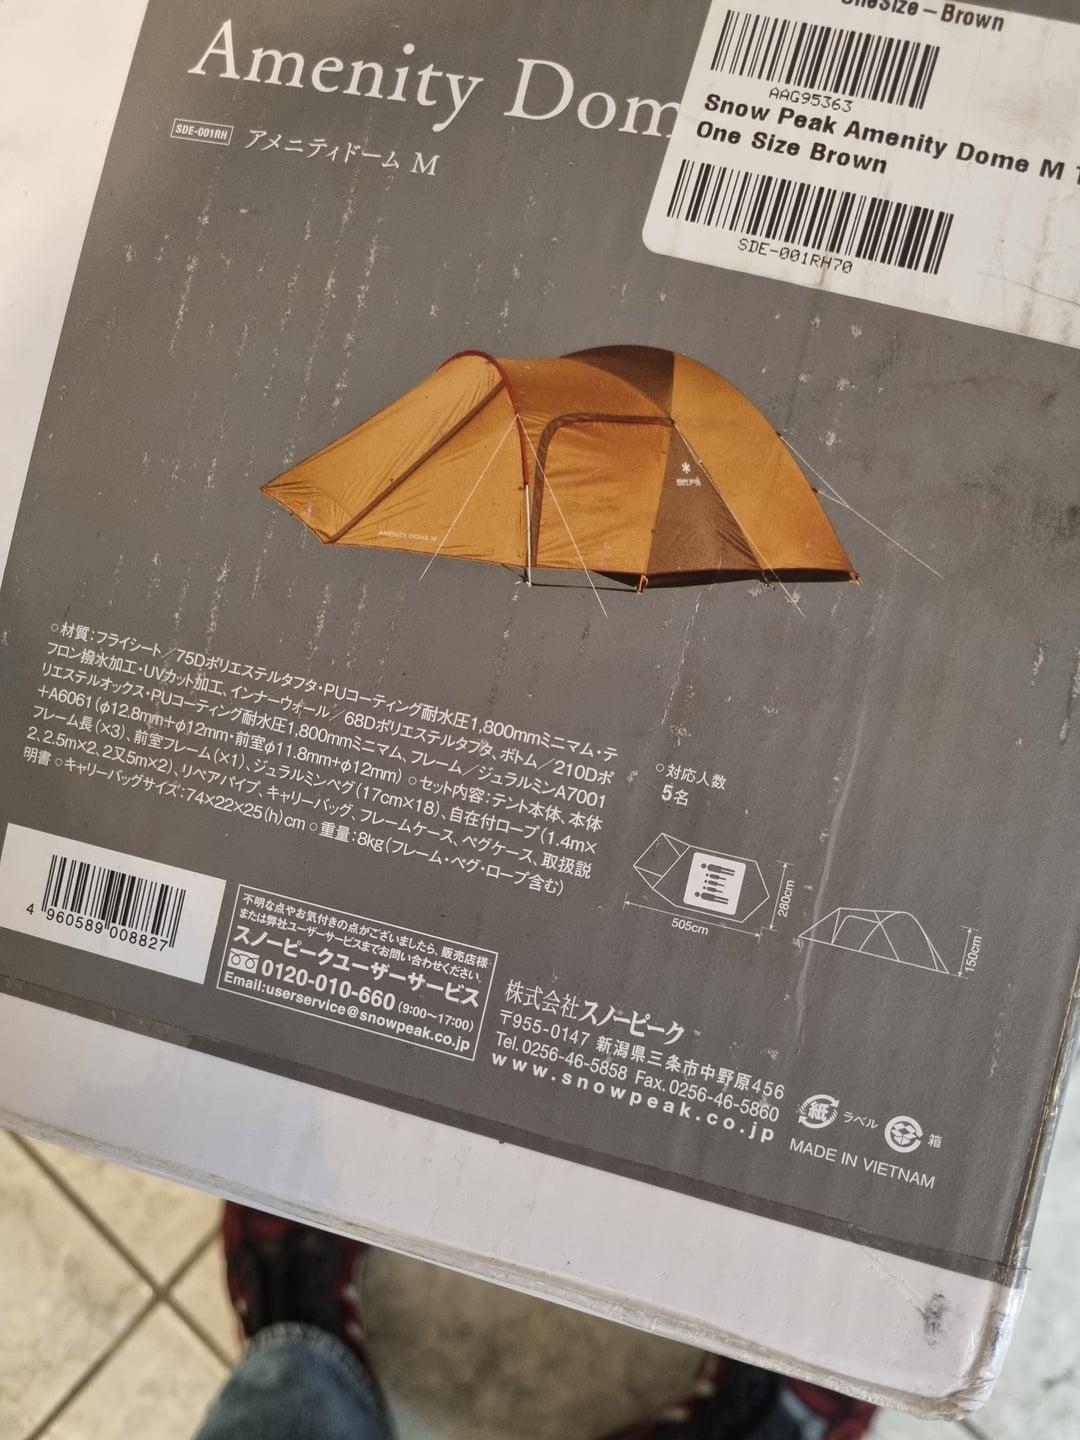 Amenity Dom
OneSize – Brown
AAG95363
Snow Peak Amenity Dome M
One Size Brown
SDE-001RH70
SDE-001RH アメニティドーム M
AMENITY DOME M
snow peak
○材質:フライシート/75Dポリエステルタフタ・PUコーティング耐水圧1,800mmミニマム・テ
フロン撥水加工・UVカット加工、インナーウォール/68Dポリエステルタフタ、ボトム/210Dポ
リエステルオックス・PUコーティング耐水圧1,800mmミニマム、フレーム/ジュラルミンA7001
+A6061(φ12.8mm+φ12mm・前室φ11.8mm+φ12mm) ○セット内容:テント本体、本体
フレーム長(×3)、前室フレーム(×1)、ジュラルミンペグ(17cm×18)、自在付ロープ(1.4m×
2、2.5m×2、2又5m×2)、リペアパイプ、キャリーバッグ、フレームケース、ペグケース、取扱説
明書 ○キャリーバッグサイズ:74×22×25(h)cm ○重量:8kg(フレーム・ペグ・ロープ含む)
○対応人数
5名
280cm
505cm
150cm
4 960589 008827
不明な点やお気付きの点がございましたら、販売店様
または弊社ユーザーサービスまでお問い合わせください。
スノーピークユーザーサービス
0120-010-660(9:00〜17:00)
Email:userservice@snowpeak.co.jp
株式会社スノーピーク
〒955-0147 新潟県三条市中野原456
Tel.0256-46-5858 Fax.0256-46-5860
www.snowpeak.co.jp
紙 ラベル 箱
MADE IN VIETNAM